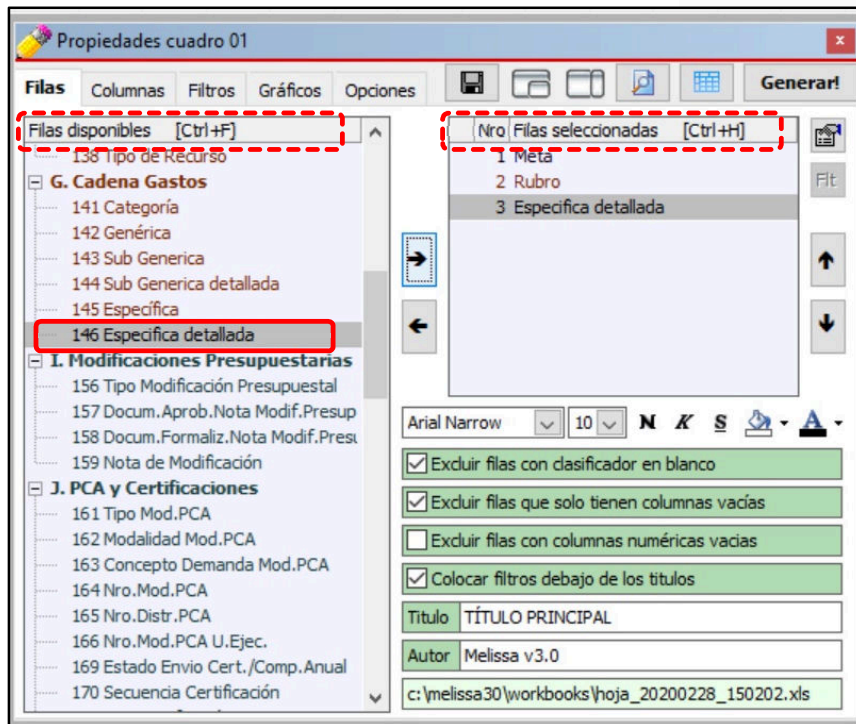 Propiedades cuadro 01
x
Filas Columnas Filtros Gráficos Opciones Generar!
Filas disponibles [Ctrl+F]
138 Tipo de Recurso
G. Cadena Gastos
141 Categoría
142 Genérica
143 Sub Generica
144 Sub Generica detallada
145 Específica
146 Especifica detallada
I. Modificaciones Presupuestarias
156 Tipo Modificación Presupuestal
157 Docum.Aprob.Nota Modif.Presup
158 Docum.Formaliz.Nota Modif.Presu
159 Nota de Modificación
J. PCA y Certificaciones
161 Tipo Mod.PCA
162 Modalidad Mod.PCA
163 Concepto Demanda Mod.PCA
164 Nro.Mod.PCA
165 Nro.Distr.PCA
166 Nro.Mod.PCA U.Ejec.
169 Estado Envio Cert./Comp.Anual
170 Secuencia Certificación
Nro Filas seleccionadas [Ctrl+H]
1 Meta
2 Rubro
3 Especifica detallada
Flt
Arial Narrow 10 N K S A
Excluir filas con clasificador en blanco
Excluir filas que solo tienen columnas vacías
Excluir filas con columnas numéricas vacias
Colocar filtros debajo de los titulos
Titulo TÍTULO PRINCIPAL
Autor Melissa v3.0
c:\melissa30\workbooks\hoja_20200228_150202.xls